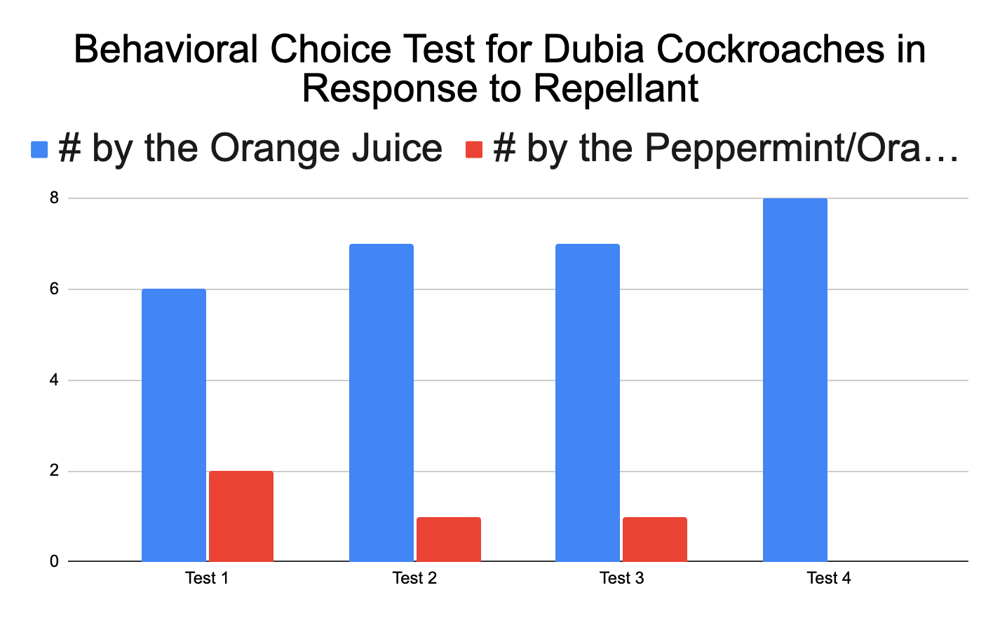 Behavioral Choice Test for Dubia Cockroaches in
Response to Repellant
# by the Orange Juice # by the Peppermint/Ora…
8
6
4
2
0
Test 1 Test 2 Test 3 Test 4